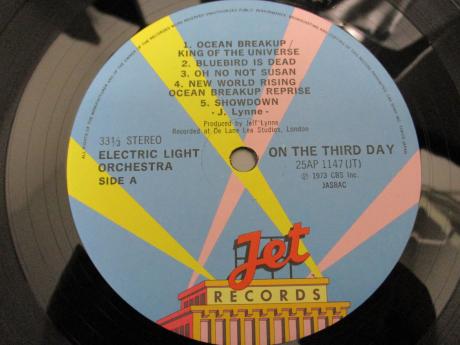 1. OCEAN BREAKUP /
KING OF THE UNIVERSE
2. BLUEBIRD IS DEAD
3. OH NO NOT SUSAN
4. NEW WORLD RISING
OCEAN BREAKUP REPRISE
5. SHOWDOWN
- J. Lynne -
Produced by Jeff Lynne
Recorded at De Lane Lea Studios, London
33⅓ STEREO
ELECTRIC LIGHT
ORCHESTRA
SIDE A
ON THE THIRD DAY
25AP 1147(JT)
Ⓟ 1973 CBS Inc.
JASRAC
Jet
RECORDS